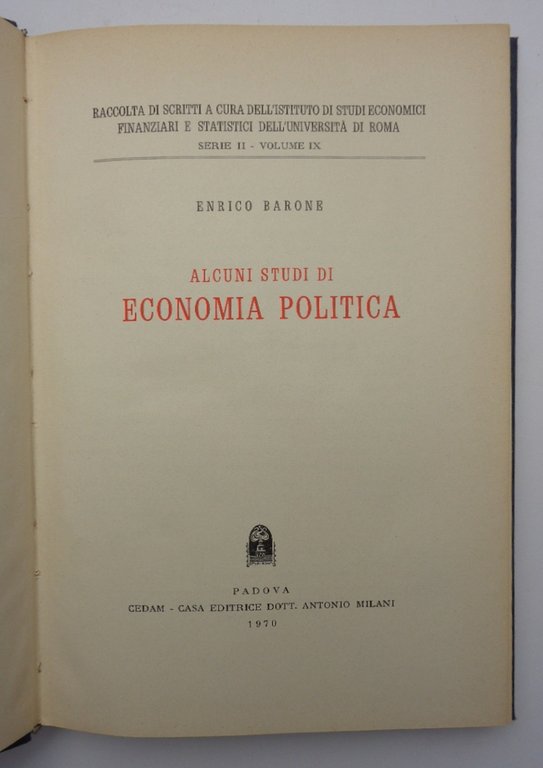 RACCOLTA DI SCRITTI A CURA DELL'ISTITUTO DI STUDI ECONOMICI
FINANZIARI E STATISTICI DELL'UNIVERSITÀ DI ROMA
SERIE II - VOLUME IX
ENRICO BARONE
ALCUNI STUDI DI
ECONOMIA POLITICA
PADOVA
CEDAM - CASA EDITRICE DOTT. ANTONIO MILANI
1970